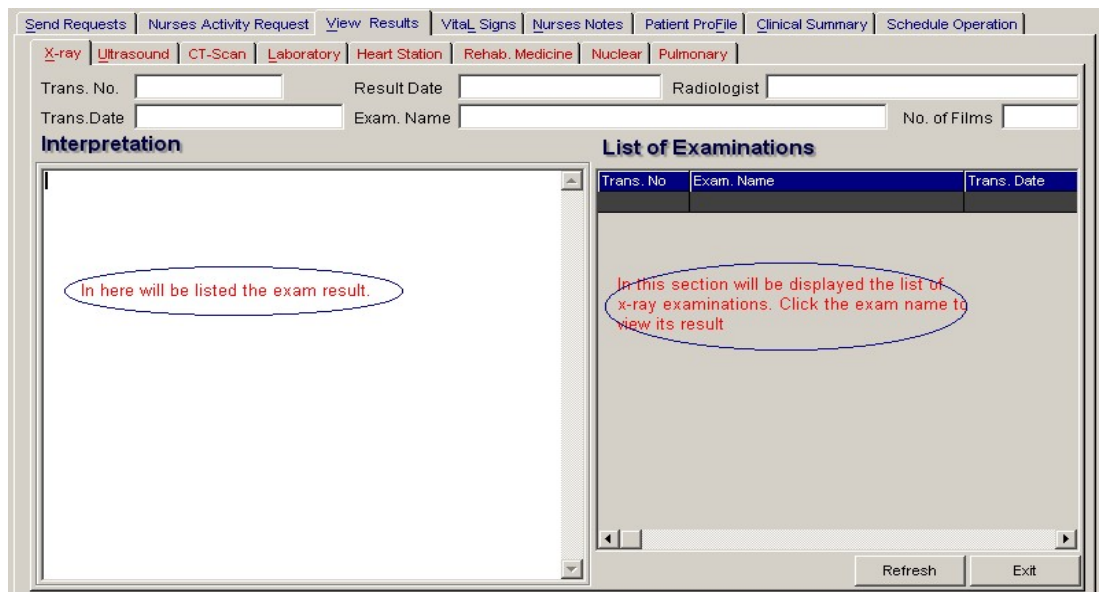 Send Requests Nurses Activity Request View Results VitaL Signs Nurses Notes Patient ProFile Clinical Summary Schedule Operation
X-ray Ultrasound CT-Scan Laboratory Heart Station Rehab. Medicine Nuclear Pulmonary
Trans. No. Result Date Radiologist
Trans.Date Exam. Name No. of Films
Interpretation
List of Examinations
Trans. No Exam. Name Trans. Date
In here will be listed the exam result.
In this section will be displayed the list of
x-ray examinations. Click the exam name to
view its result
Refresh Exit